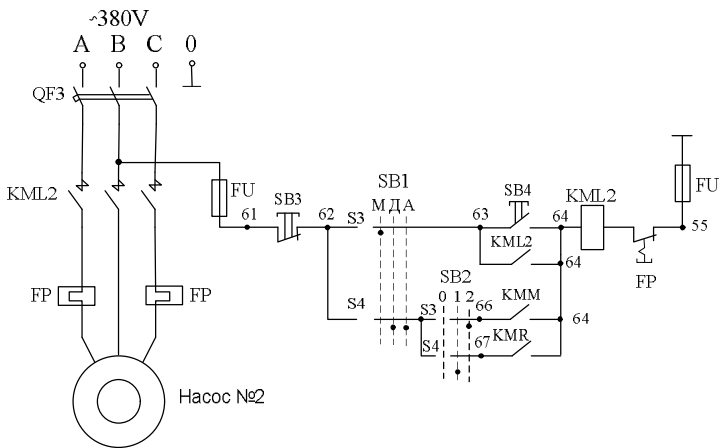 ~380V
A B C 0
QF3
KML2
FU
61
SB3
62
S3
SB1
М Д А
63
SB4
64
KML2
FU
55
KML2
64
FP
S4
SB2
0 1 2
S3
66
KMM
64
S4
67
KMR
FP
FP
Насос №2